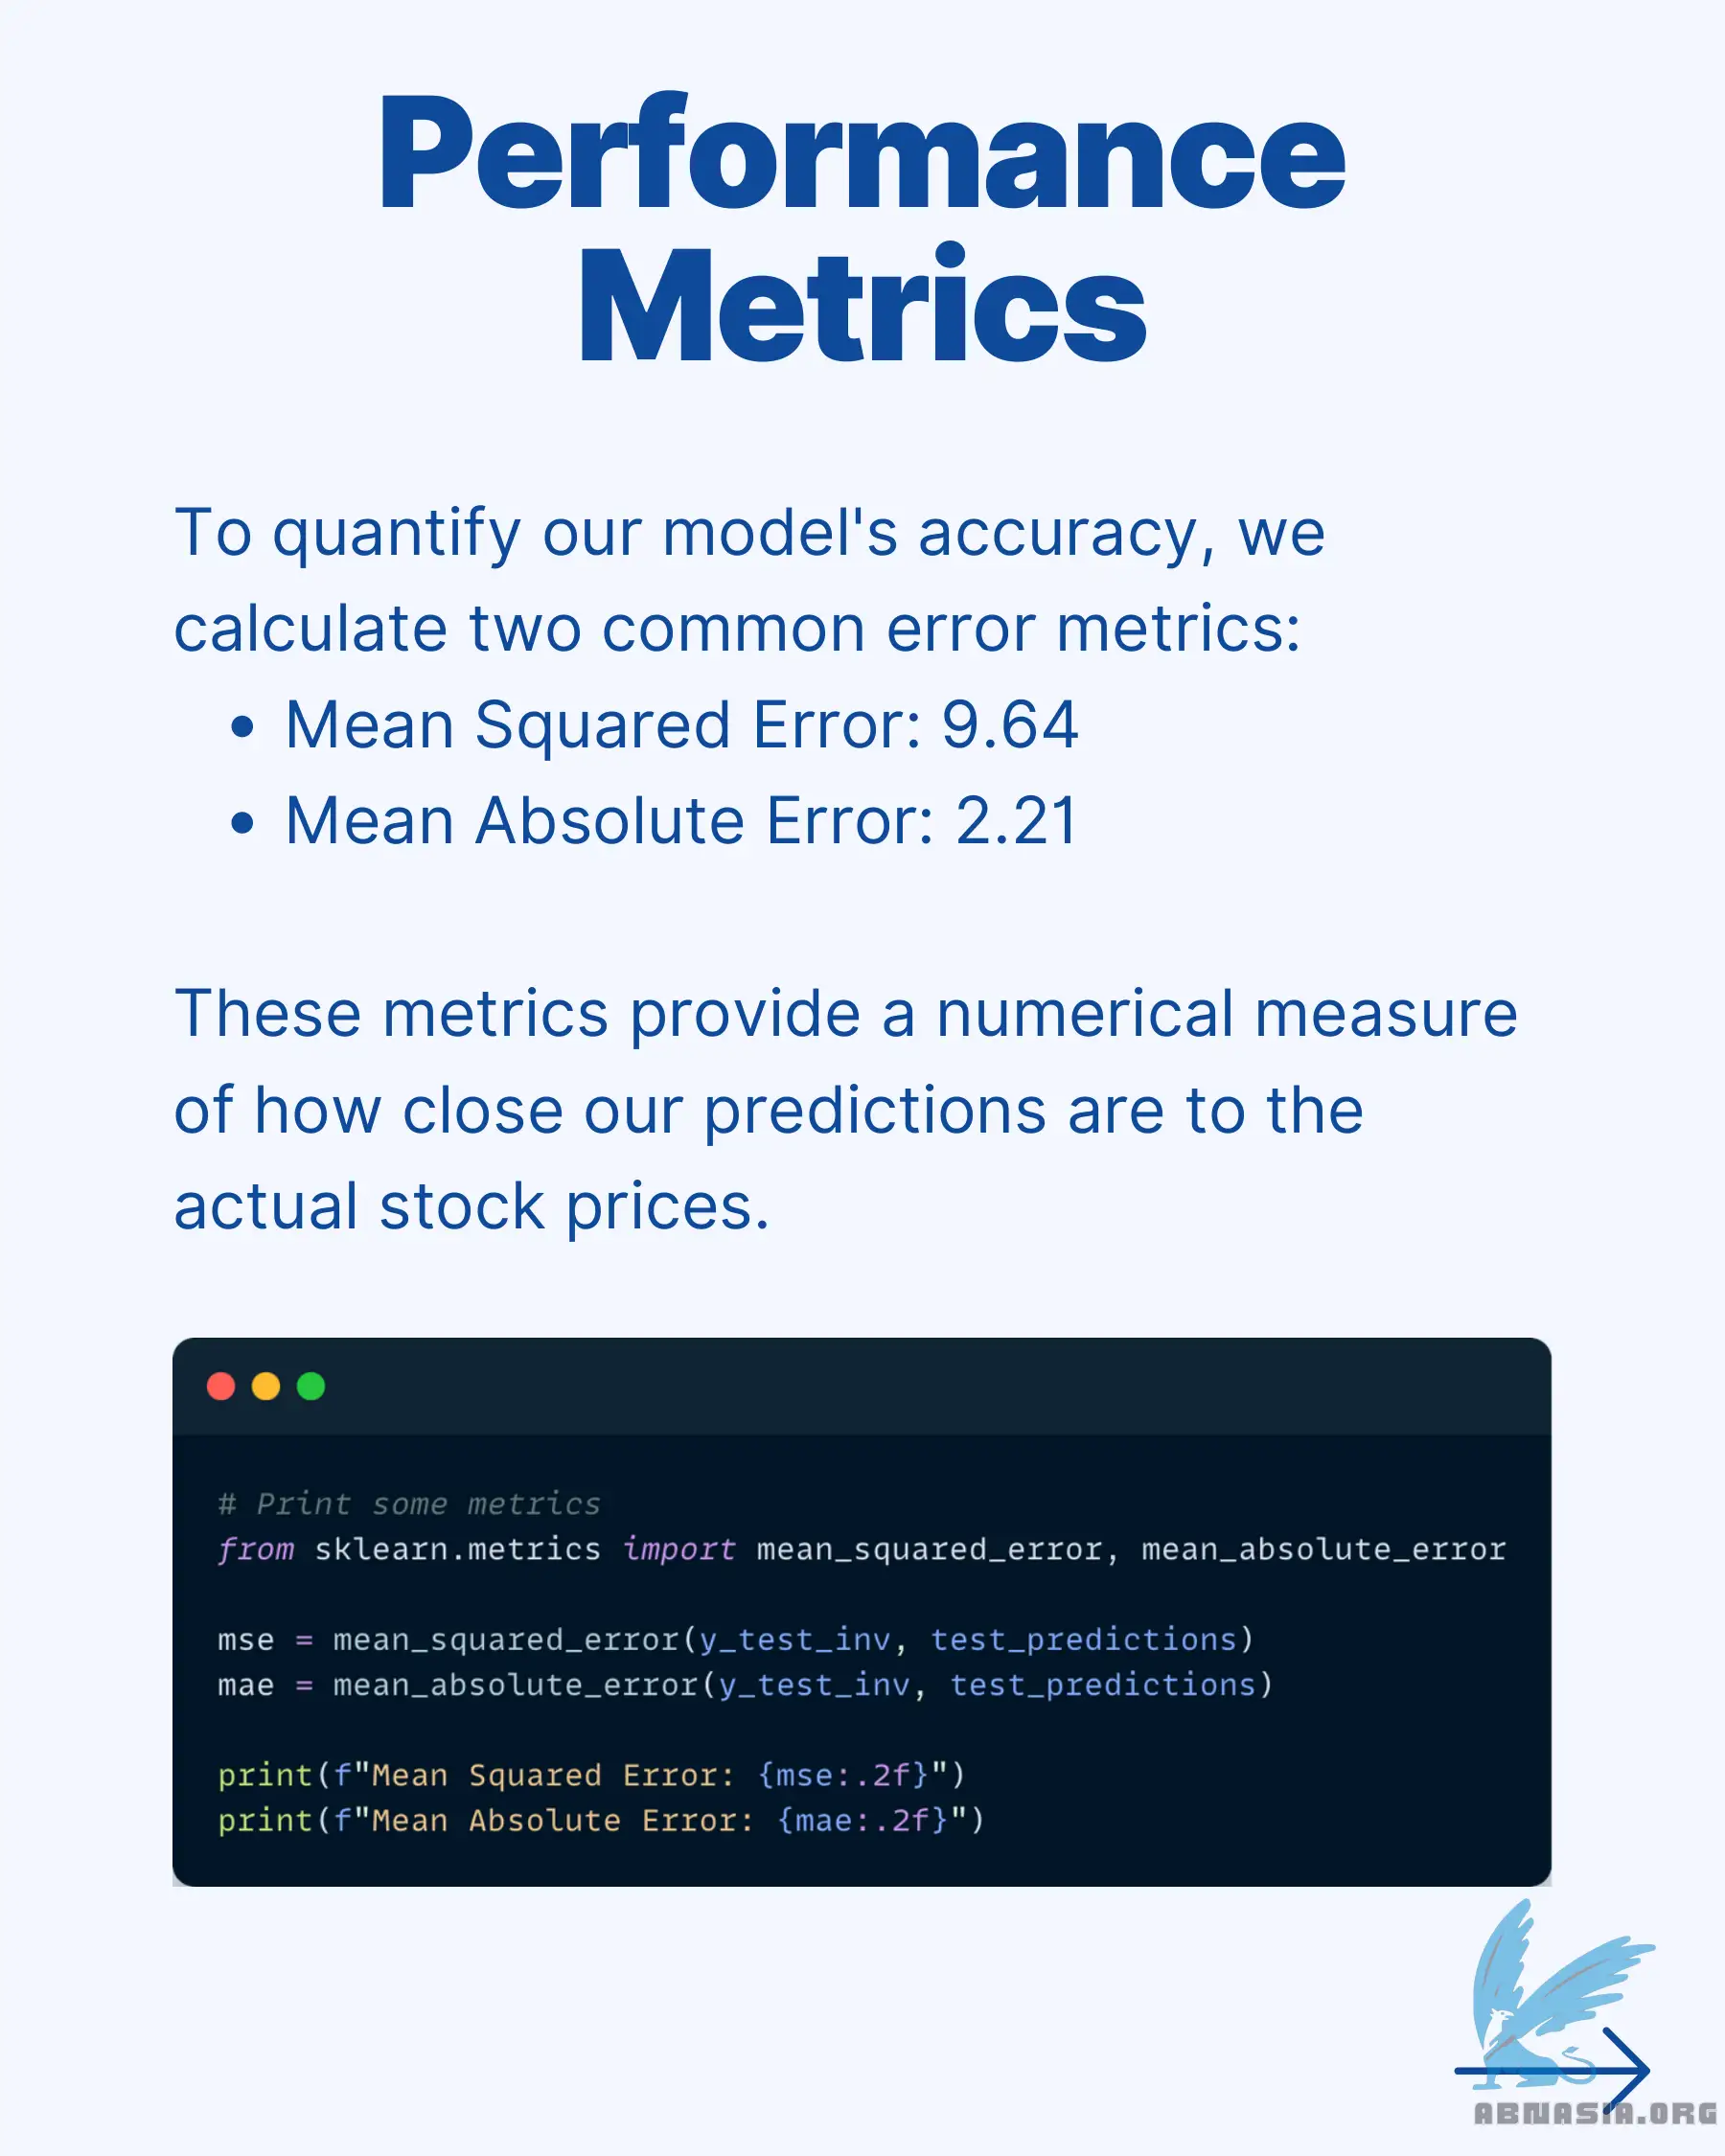 Performance
Metrics
To quantify our model's accuracy, we
calculate two common error metrics:
• Mean Squared Error: 9.64
• Mean Absolute Error: 2.21
These metrics provide a numerical measure
of how close our predictions are to the
actual stock prices.
# Print some metrics
from sklearn.metrics import mean_squared_error, mean_absolute_error
mse = mean_squared_error(y_test_inv, test_predictions)
mae = mean_absolute_error(y_test_inv, test_predictions)
print(f"Mean Squared Error: {mse:.2f}")
print(f"Mean Absolute Error: {mae:.2f}")
ABNASIA.ORG